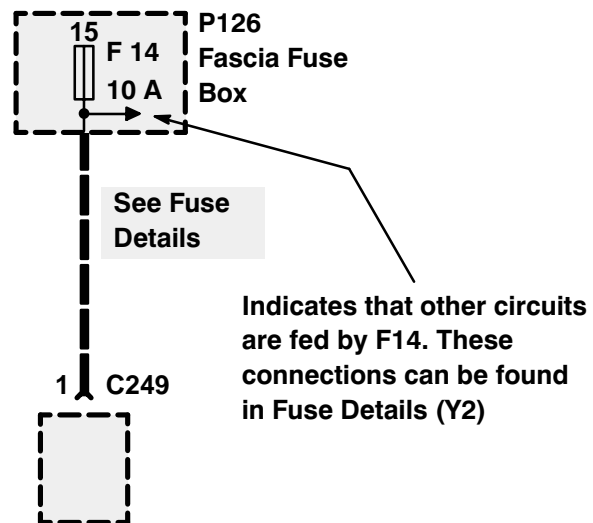 15
F 14
10 A
P126
Fascia Fuse
Box
See Fuse
Details
Indicates that other circuits
are fed by F14. These
connections can be found
in Fuse Details (Y2)
1
C249